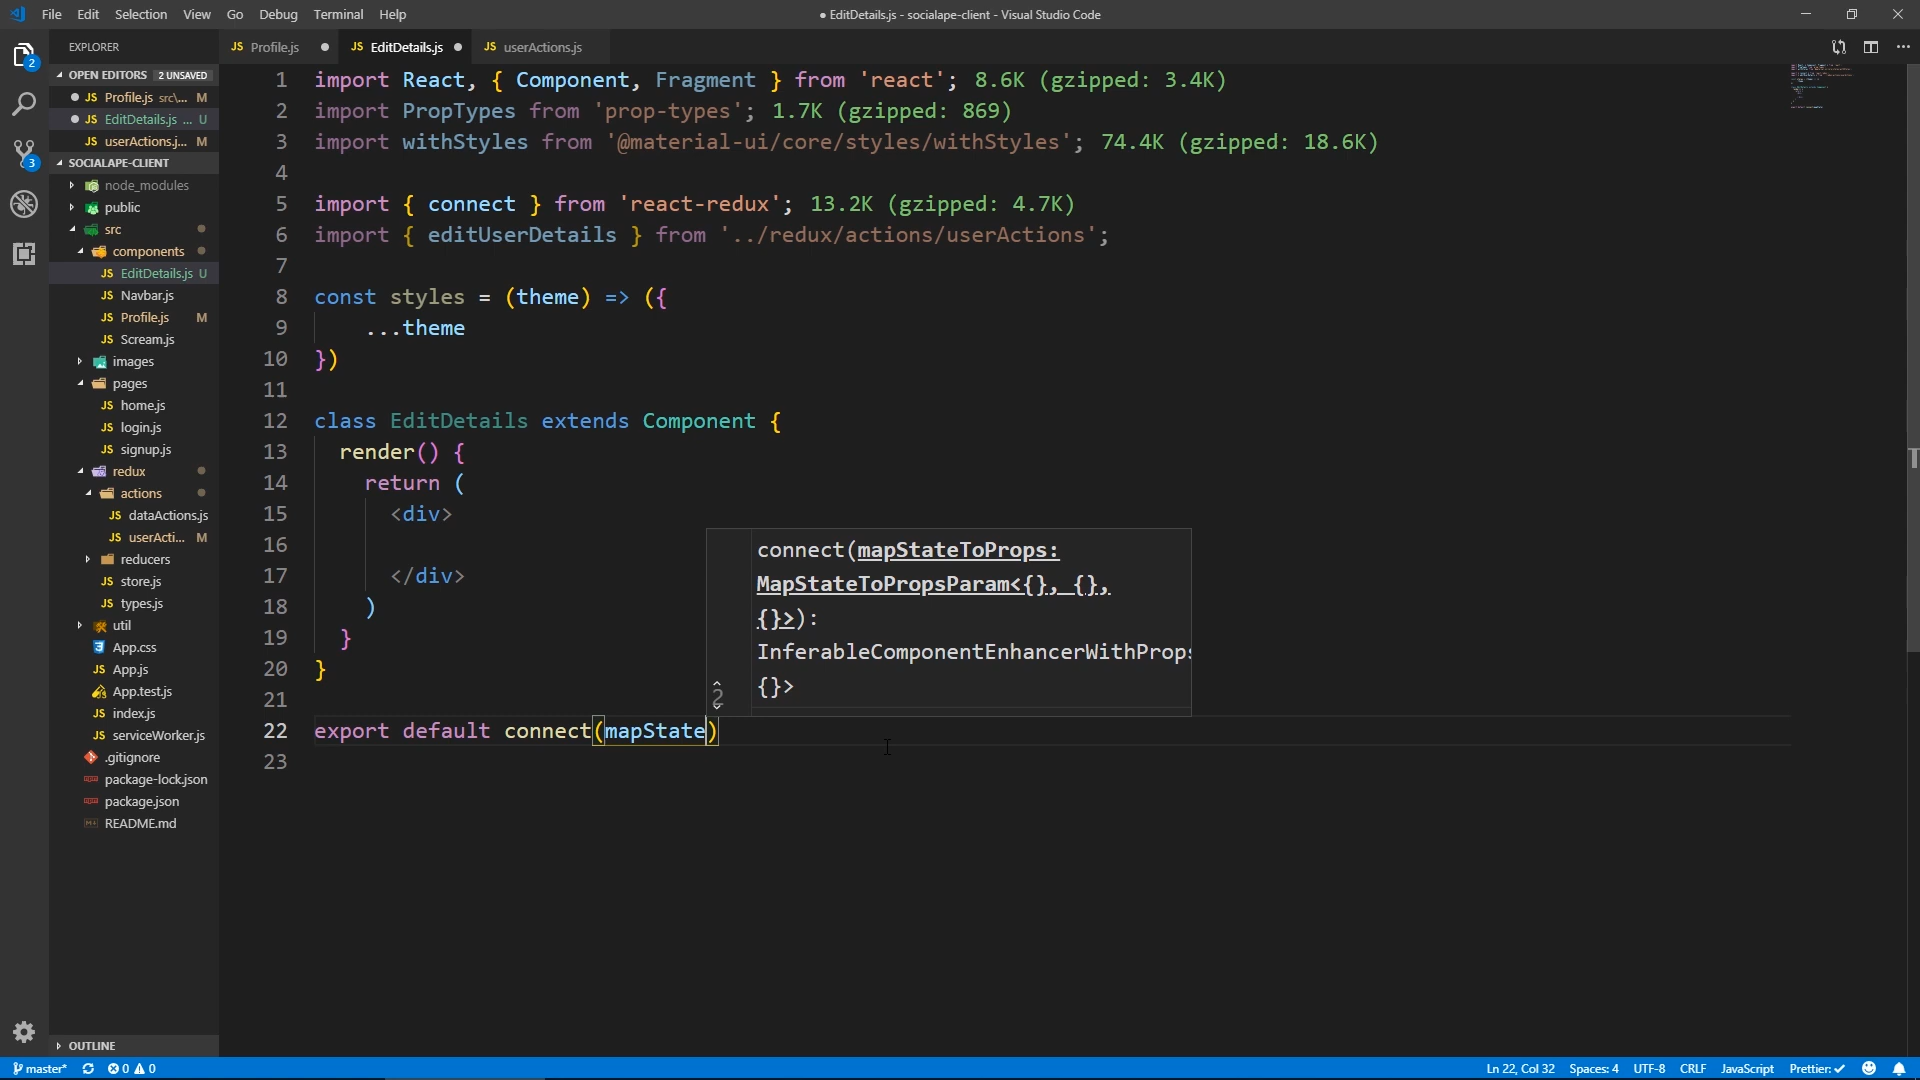 File Edit Selection View Go Debug Terminal Help
● EditDetails.js - socialape-client - Visual Studio Code
EXPLORER
JS Profile.js ● JS EditDetails.js ● JS userActions.js
OPEN EDITORS 2 UNSAVED
● JS Profile.js src\... M
● JS EditDetails.js ... U
JS userActions.j... M
SOCIALAPE-CLIENT
node_modules
public
src
components
JS EditDetails.js U
JS Navbar.js
JS Profile.js M
JS Scream.js
images
pages
JS home.js
JS login.js
JS signup.js
redux
actions
JS dataActions.js
JS userActi... M
reducers
JS store.js
JS types.js
util
App.css
JS App.js
App.test.js
JS index.js
JS serviceWorker.js
.gitignore
package-lock.json
package.json
README.md
OUTLINE
2
3
1 import React, { Component, Fragment } from 'react'; 8.6K (gzipped: 3.4K)
2 import PropTypes from 'prop-types'; 1.7K (gzipped: 869)
3 import withStyles from '@material-ui/core/styles/withStyles'; 74.4K (gzipped: 18.6K)
4
5 import { connect } from 'react-redux'; 13.2K (gzipped: 4.7K)
6 import { editUserDetails } from '../redux/actions/userActions';
7
8 const styles = (theme) => ({
9 ...theme
10 })
11
12 class EditDetails extends Component {
13 render() {
14 return (
15 <div>
16
17 </div>
18 )
19 }
20 }
21
22 export default connect(mapState)
23
connect(mapStateToProps:
MapStateToPropsParam<{}, {},
{}>):
InferableComponentEnhancerWithProps
{}>
2
master* 0 0
Ln 22, Col 32 Spaces: 4 UTF-8 CRLF JavaScript Prettier: ✓